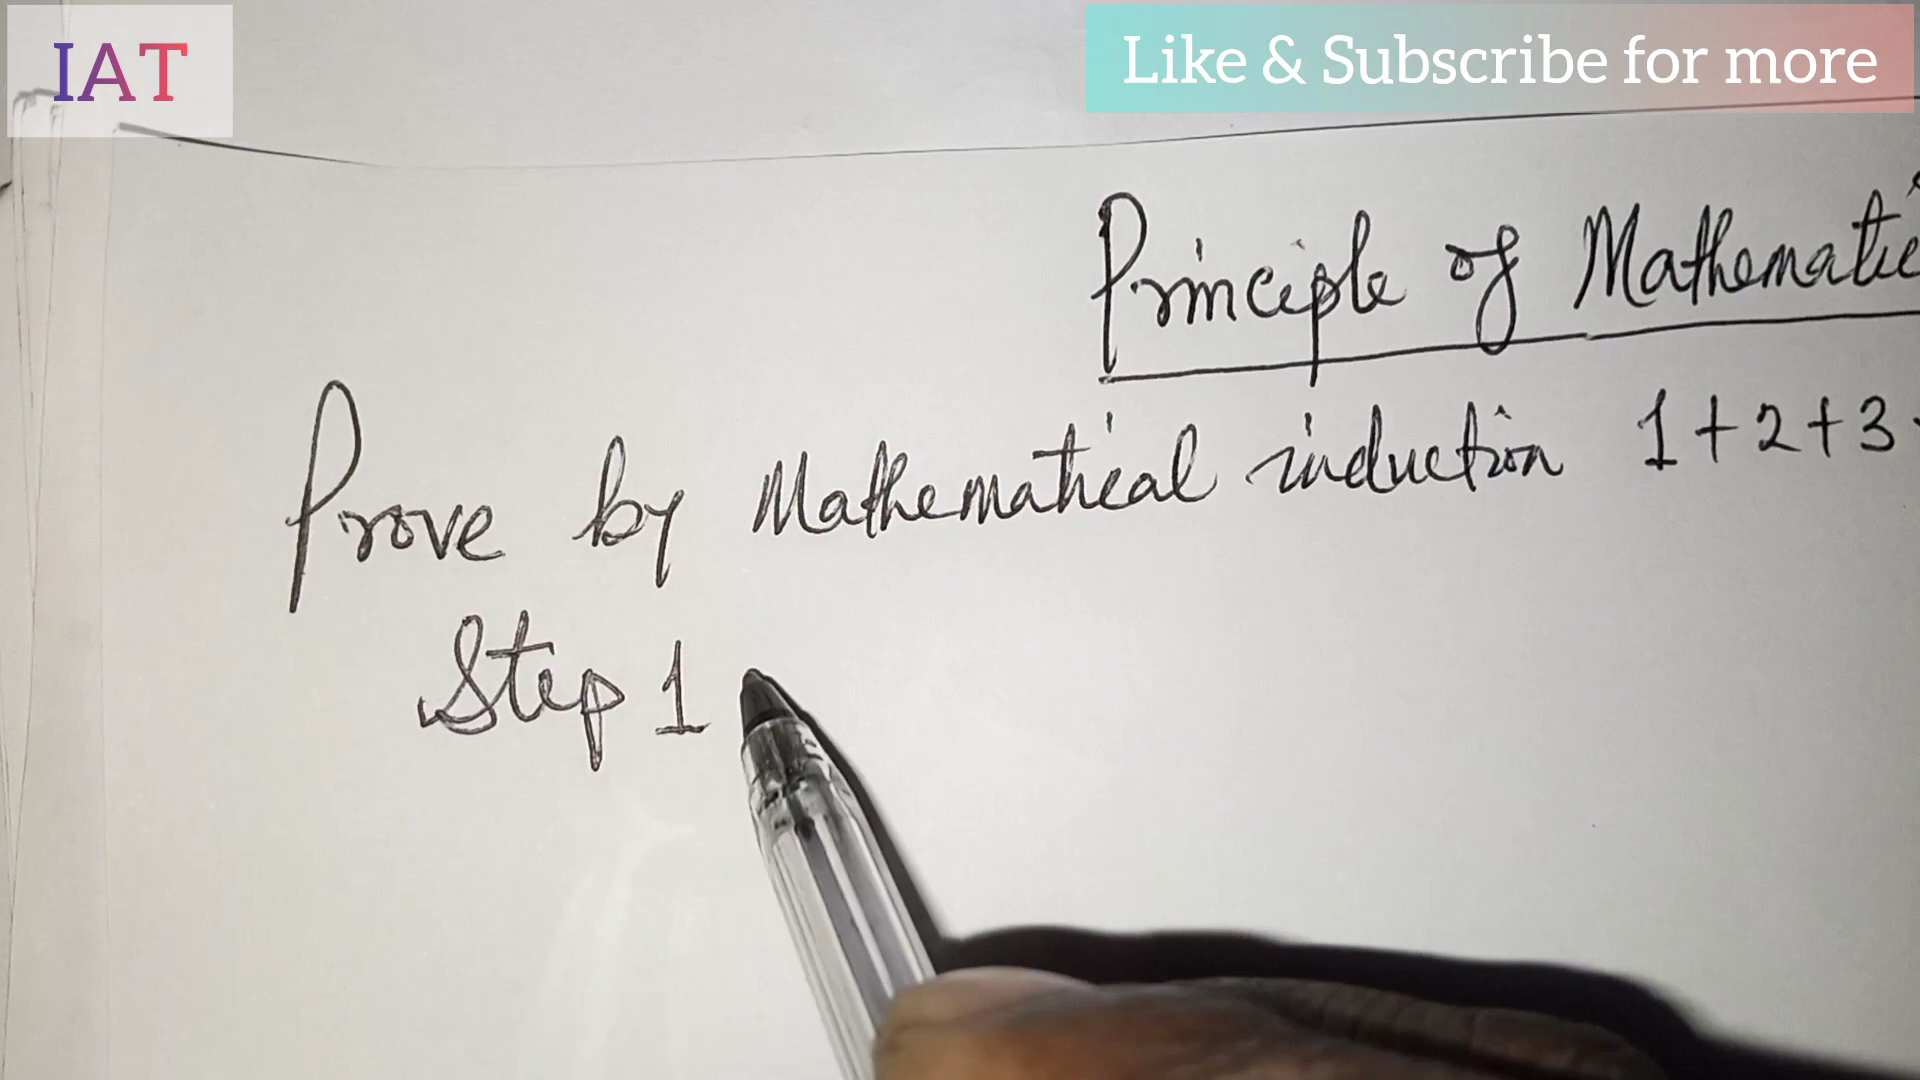 IAT
Like & Subscribe for more
Principle of Mathematic
Prove by Mathematical induction 1+2+3
Step 1